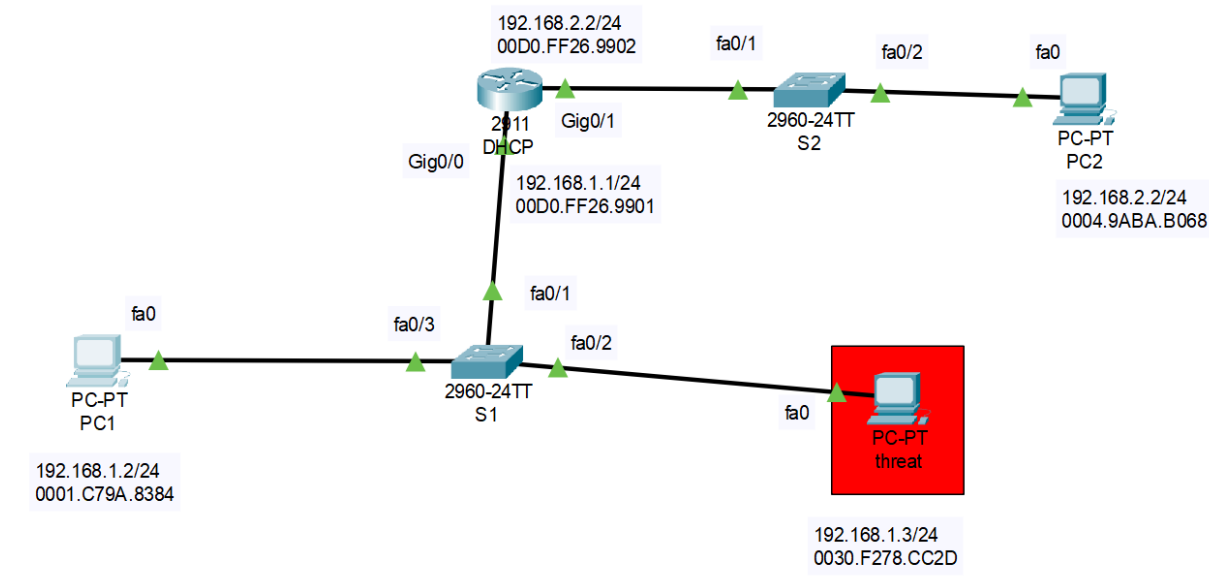 192.168.2.2/24
00D0.FF26.9902
fa0/1
fa0/2
fa0
2911
DHCP
Gig0/1
2960-24TT
S2
PC-PT
PC2
Gig0/0
192.168.1.1/24
00D0.FF26.9901
192.168.2.2/24
0004.9ABA.B068
fa0
fa0/3
fa0/1
fa0/2
PC-PT
PC1
2960-24TT
S1
fa0
PC-PT
threat
192.168.1.2/24
0001.C79A.8384
192.168.1.3/24
0030.F278.CC2D